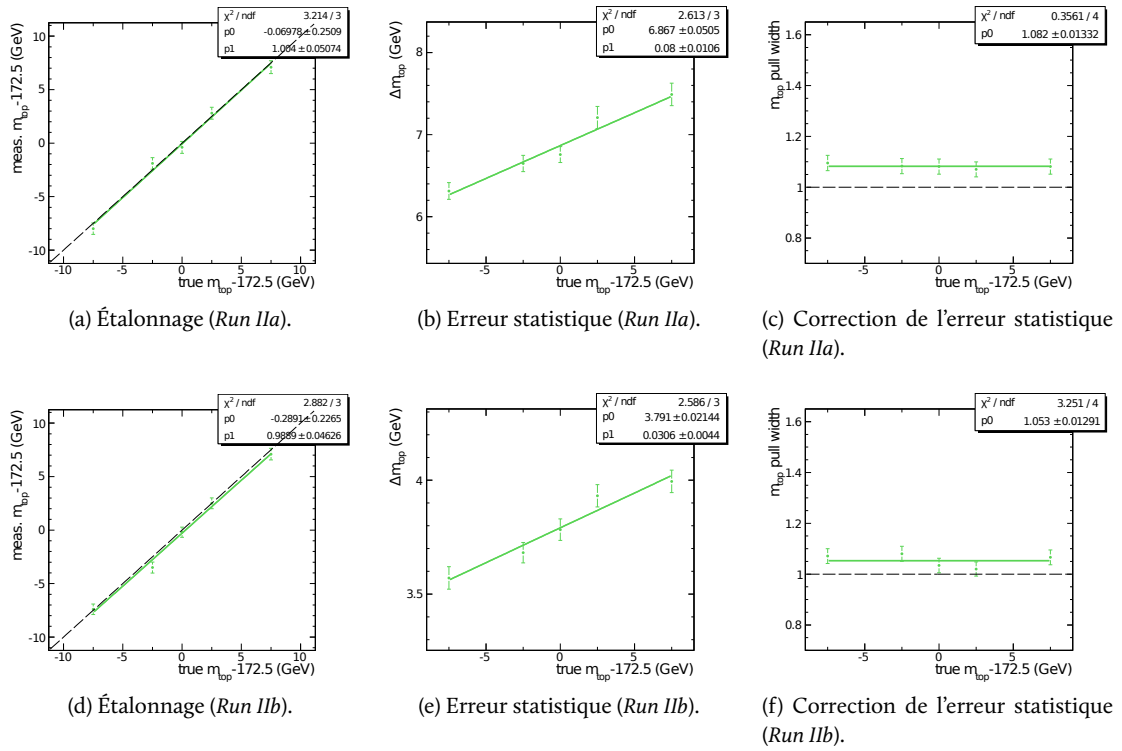 χ² / ndf 3.214 / 3
p0 -0.06978 ± 0.2509
p1 1.004 ± 0.05074
meas. m_top-172.5 (GeV)
10
5
0
-5
-10
-10 -5 0 5 10
true m_top-172.5 (GeV)
(a) Étalonnage (Run IIa).
χ² / ndf 2.613 / 3
p0 6.867 ± 0.0505
p1 0.08 ± 0.0106
Δm_top (GeV)
8
7
6
-5 0 5
true m_top-172.5 (GeV)
(b) Erreur statistique (Run IIa).
χ² / ndf 0.3561 / 4
p0 1.082 ± 0.01332
m_top pull width
1.6
1.4
1.2
1
0.8
-5 0 5
true m_top-172.5 (GeV)
(c) Correction de l'erreur statistique
(Run IIa).
χ² / ndf 2.882 / 3
p0 -0.2891 ± 0.2265
p1 0.9889 ± 0.04626
meas. m_top-172.5 (GeV)
10
5
0
-5
-10
-10 -5 0 5 10
true m_top-172.5 (GeV)
(d) Étalonnage (Run IIb).
χ² / ndf 2.586 / 3
p0 3.791 ± 0.02144
p1 0.0306 ± 0.0044
Δm_top (GeV)
4
3.5
-5 0 5
true m_top-172.5 (GeV)
(e) Erreur statistique (Run IIb).
χ² / ndf 3.251 / 4
p0 1.053 ± 0.01291
m_top pull width
1.6
1.4
1.2
1
0.8
-5 0 5
true m_top-172.5 (GeV)
(f) Correction de l'erreur statistique
(Run IIb).